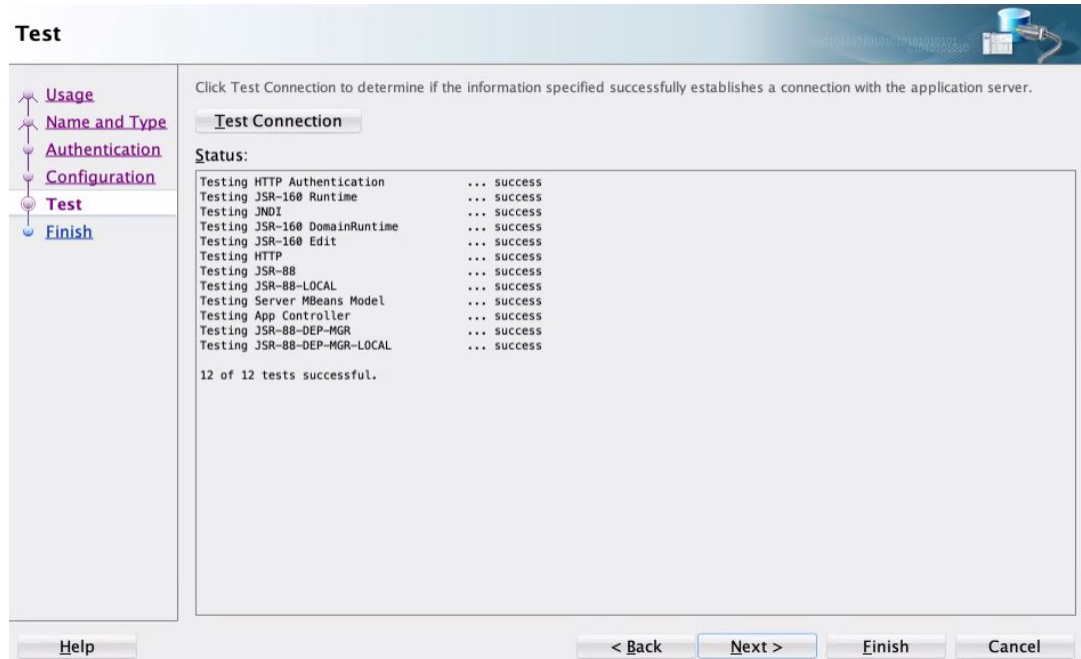 Test
Usage
Name and Type
Authentication
Configuration
Test
Finish
Click Test Connection to determine if the information specified successfully establishes a connection with the application server.
Test Connection
Status:
Testing HTTP Authentication ... success
Testing JSR-160 Runtime ... success
Testing JNDI ... success
Testing JSR-160 DomainRuntime ... success
Testing JSR-160 Edit ... success
Testing HTTP ... success
Testing JSR-88 ... success
Testing JSR-88-LOCAL ... success
Testing Server MBeans Model ... success
Testing App Controller ... success
Testing JSR-88-DEP-MGR ... success
Testing JSR-88-DEP-MGR-LOCAL ... success
12 of 12 tests successful.
Help
< Back
Next >
Finish
Cancel